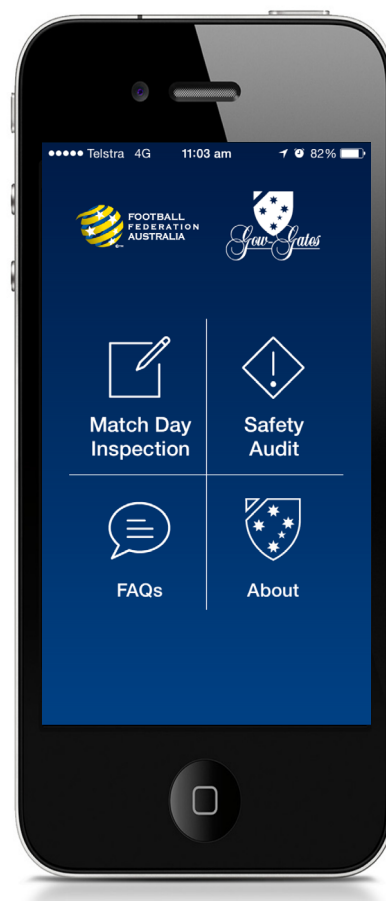 Telstra 4G 11:03 am 82%
FOOTBALL
FEDERATION
AUSTRALIA
Gow-Gates
Match Day
Inspection
Safety
Audit
FAQs
About